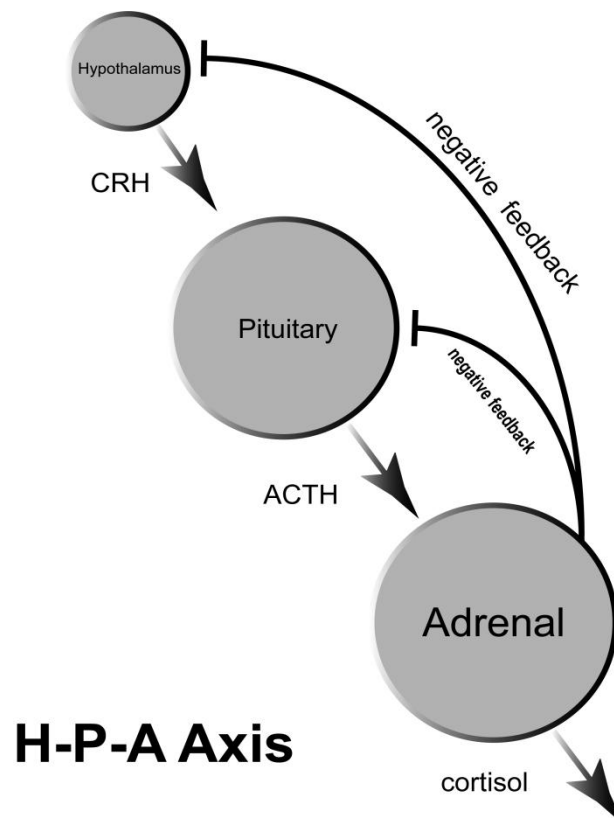 Hypothalamus
negative feedback
CRH
Pituitary
negative feedback
ACTH
Adrenal
H-P-A Axis
cortisol